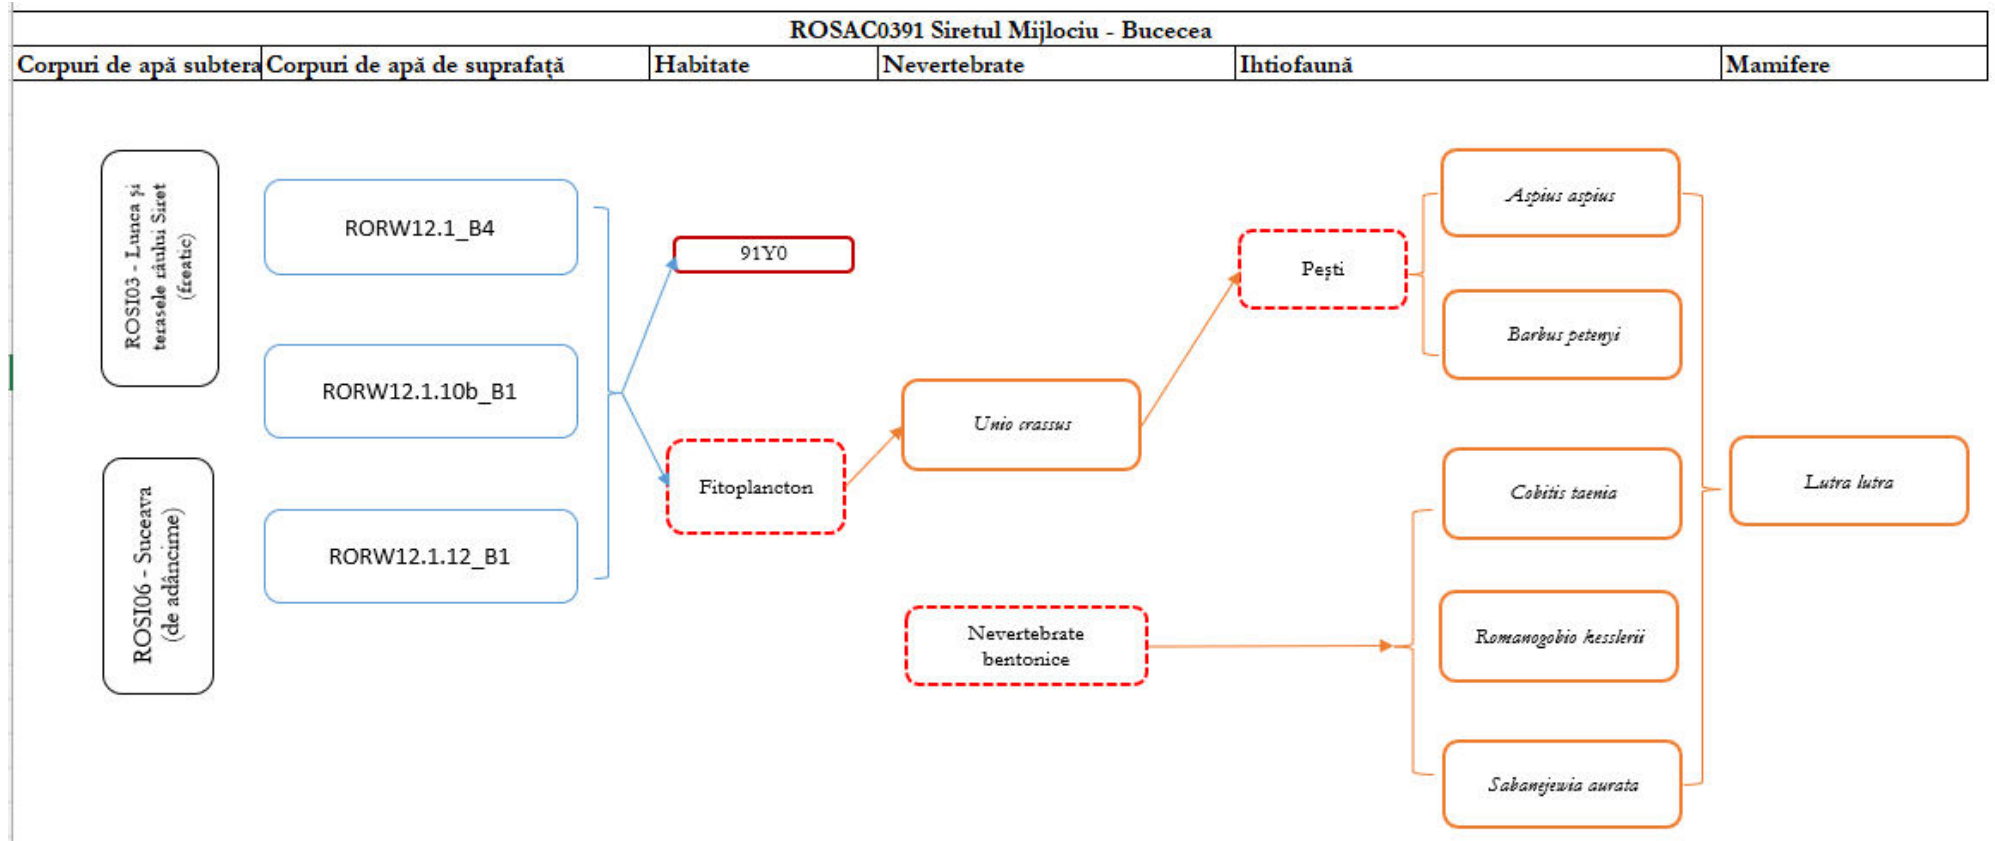 ROSAC0391 Siretul Mijlociu - Bucecea
Corpuri de apă subtera
Corpuri de apă de suprafață
Habitate
Nevertebrate
Ihtiofaună
Mamifere
ROSI03 - Lunca și
terasele râului Siret
(freatic)
ROSI06 - Suceava
(de adâncime)
RORW12.1_B4
RORW12.1.10b_B1
RORW12.1.12_B1
91Y0
Fitoplancton
Unio crassus
Nevertebrate
bentonice
Pești
Aspius aspius
Barbus petenyi
Cobitis taenia
Romanogobio kesslerii
Sabanejewia aurata
Lutra lutra